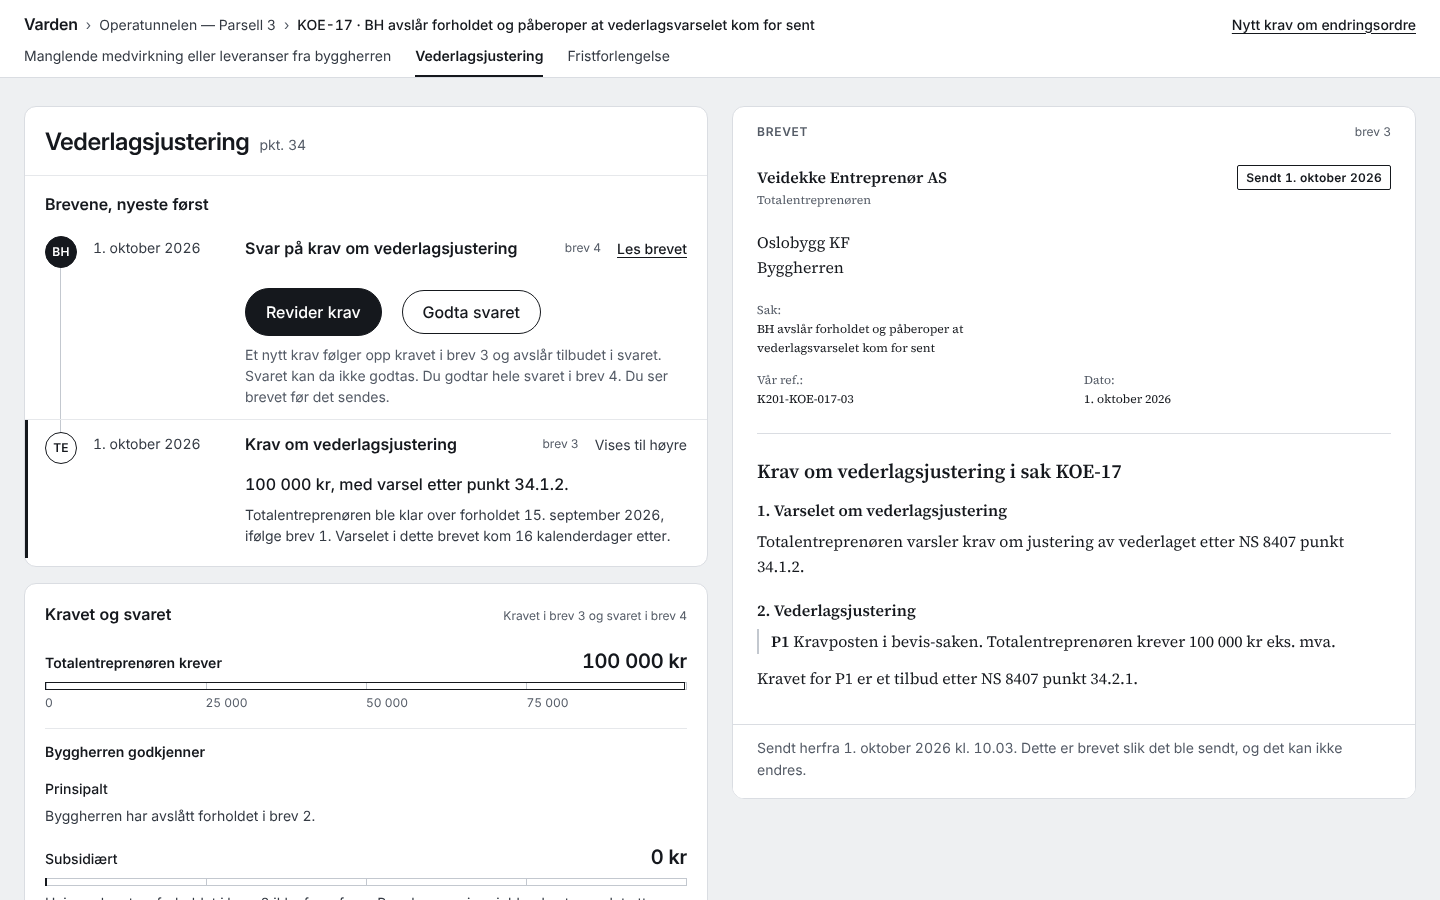 Varden › Operatunnelen — Parsell 3 › KOE-17 · BH avslår forholdet og påberoper at vederlagsvarselet kom for sent
Nytt krav om endringsordre
Manglende medvirkning eller leveranser fra byggherren
Vederlagsjustering
Fristforlengelse
Vederlagsjustering pkt. 34
Brevene, nyeste først
BH 1. oktober 2026 Svar på krav om vederlagsjustering brev 4 Les brevet
Revider krav
Godta svaret
Et nytt krav følger opp kravet i brev 3 og avslår tilbudet i svaret.
Svaret kan da ikke godtas. Du godtar hele svaret i brev 4. Du ser
brevet før det sendes.
TE 1. oktober 2026 Krav om vederlagsjustering brev 3 Vises til høyre
100 000 kr, med varsel etter punkt 34.1.2.
Totalentreprenøren ble klar over forholdet 15. september 2026,
ifølge brev 1. Varselet i dette brevet kom 16 kalenderdager etter.
Kravet og svaret Kravet i brev 3 og svaret i brev 4
Totalentreprenøren krever 100 000 kr
0 25 000 50 000 75 000
Byggherren godkjenner
Prinsipalt
Byggherren har avslått forholdet i brev 2.
Subsidiært 0 kr
BREVET brev 3
Veidekke Entreprenør AS
Totalentreprenøren
Sendt 1. oktober 2026
Oslobygg KF
Byggherren
Sak:
BH avslår forholdet og påberoper at
vederlagsvarselet kom for sent
Vår ref.: Dato:
K201-KOE-017-03 1. oktober 2026
Krav om vederlagsjustering i sak KOE-17
1. Varselet om vederlagsjustering
Totalentreprenøren varsler krav om justering av vederlaget etter NS 8407 punkt
34.1.2.
2. Vederlagsjustering
P1 Kravposten i bevis-saken. Totalentreprenøren krever 100 000 kr eks. mva.
Kravet for P1 er et tilbud etter NS 8407 punkt 34.2.1.
Sendt herfra 1. oktober 2026 kl. 10.03. Dette er brevet slik det ble sendt, og det kan ikke
endres.